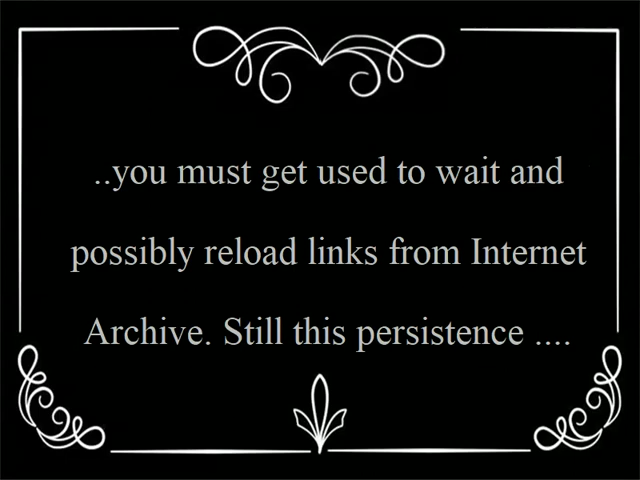 ..you must get used to wait and
possibly reload links from Internet
Archive. Still this persistence ....